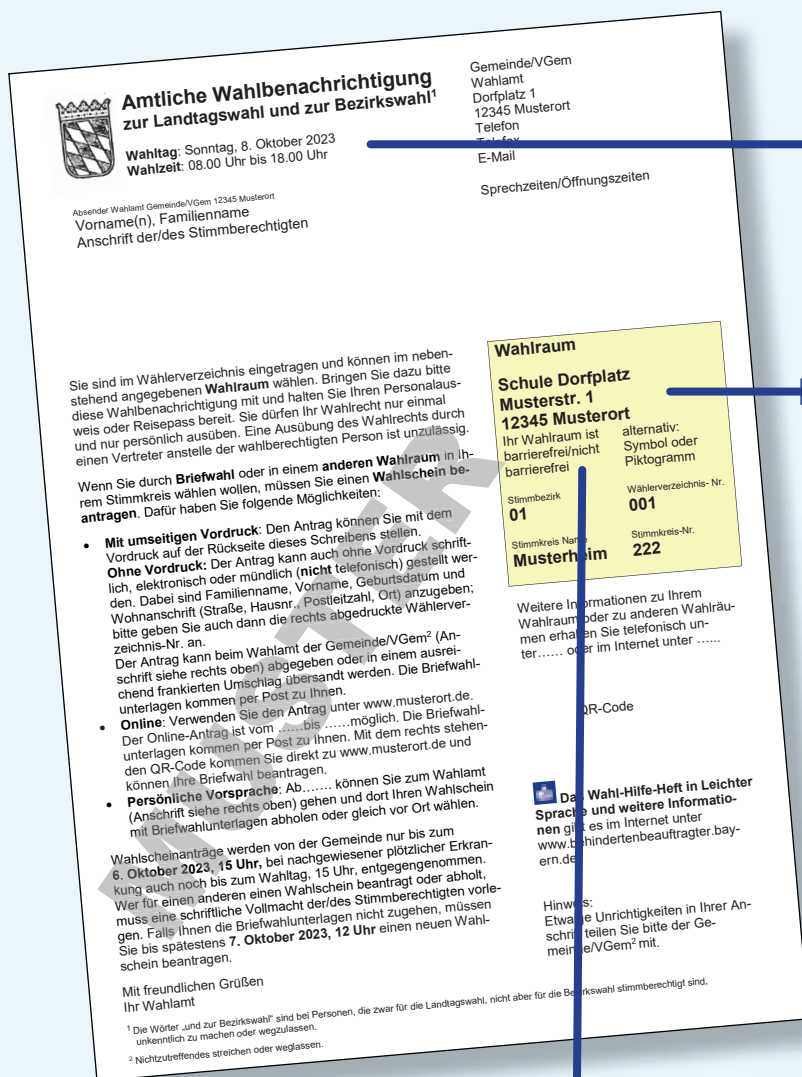 Amtliche Wahlbenachrichtigung
zur Landtagswahl und zur Bezirkswahl¹
Wahltag: Sonntag, 8. Oktober 2023
Wahlzeit: 08.00 Uhr bis 18.00 Uhr
Gemeinde/VGem
Wahlamt
Dorfplatz 1
12345 Musterort
Telefon
Telefax
E-Mail
Sprechzeiten/Öffnungszeiten
Absender Wahlamt Gemeinde/VGem 12345 Musterort
Vorname(n), Familienname
Anschrift der/des Stimmberechtigten
Sie sind im Wählerverzeichnis eingetragen und können im neben-
stehend angegebenen Wahlraum wählen. Bringen Sie dazu bitte
diese Wahlbenachrichtigung mit und halten Sie Ihren Personalaus-
weis oder Reisepass bereit. Sie dürfen Ihr Wahlrecht nur einmal
und nur persönlich ausüben. Eine Ausübung des Wahlrechts durch
einen Vertreter anstelle der wahlberechtigten Person ist unzulässig.
Wenn Sie durch Briefwahl oder in einem anderen Wahlraum in Ih-
rem Stimmkreis wählen wollen, müssen Sie einen Wahlschein be-
antragen. Dafür haben Sie folgende Möglichkeiten:
• Mit umseitigen Vordruck: Den Antrag können Sie mit dem
Vordruck auf der Rückseite dieses Schreibens stellen.
Ohne Vordruck: Der Antrag kann auch ohne Vordruck schrift-
lich, elektronisch oder mündlich (nicht telefonisch) gestellt wer-
den. Dabei sind Familienname, Vorname, Geburtsdatum und
Wohnanschrift (Straße, Hausnr., Postleitzahl, Ort) anzugeben;
bitte geben Sie auch dann die rechts abgedruckte Wählerver-
zeichnis-Nr. an.
Der Antrag kann beim Wahlamt der Gemeinde/VGem² (An-
schrift siehe rechts oben) abgegeben oder in einem ausrei-
chend frankierten Umschlag übersandt werden. Die Briefwahl-
unterlagen kommen per Post zu Ihnen.
• Online: Verwenden Sie den Antrag unter www.musterort.de.
Der Online-Antrag ist vom ……bis ……möglich. Die Briefwahl-
unterlagen kommen per Post zu Ihnen. Mit dem rechts stehen-
den QR-Code kommen Sie direkt zu www.musterort.de und
können Ihre Briefwahl beantragen.
• Persönliche Vorsprache: Ab……. können Sie zum Wahlamt
(Anschrift siehe rechts oben) gehen und dort Ihren Wahlschein
mit Briefwahlunterlagen abholen oder gleich vor Ort wählen.
Wahlscheinanträge werden von der Gemeinde nur bis zum
6. Oktober 2023, 15 Uhr, bei nachgewiesener plötzlicher Erkran-
kung auch noch bis zum Wahltag, 15 Uhr, entgegengenommen.
Wer für einen anderen einen Wahlschein beantragt oder abholt,
muss eine schriftliche Vollmacht der/des Stimmberechtigten vorle-
gen. Falls Ihnen die Briefwahlunterlagen nicht zugehen, müssen
Sie bis spätestens 7. Oktober 2023, 12 Uhr einen neuen Wahl-
schein beantragen.
Mit freundlichen Grüßen
Ihr Wahlamt
Wahlraum
Schule Dorfplatz
Musterstr. 1
12345 Musterort
Ihr Wahlraum ist
barrierefrei/nicht
barrierefrei
alternativ:
Symbol oder
Piktogramm
Stimmbezirk
01
Wählerverzeichnis- Nr.
001
Stimmkreis Name
Musterheim
Stimmkreis-Nr.
222
Weitere Informationen zu Ihrem
Wahlraum oder zu anderen Wahlräu-
men erhalten Sie telefonisch un-
ter…… oder im Internet unter …...
QR-Code
Das Wahl-Hilfe-Heft in Leichter
Sprache und weitere Informatio-
nen gibt es im Internet unter
www.behindertenbeauftragter.bay-
ern.de
Hinweis:
Etwaige Unrichtigkeiten in Ihrer An-
schrift teilen Sie bitte der Ge-
meinde/VGem² mit.
¹ Die Wörter „und zur Bezirkswahl" sind bei Personen, die zwar für die Landtagswahl, nicht aber für die Bezirkswahl stimmberechtigt sind,
unkenntlich zu machen oder wegzulassen.
² Nichtzutreffendes streichen oder weglassen.
MUSTER